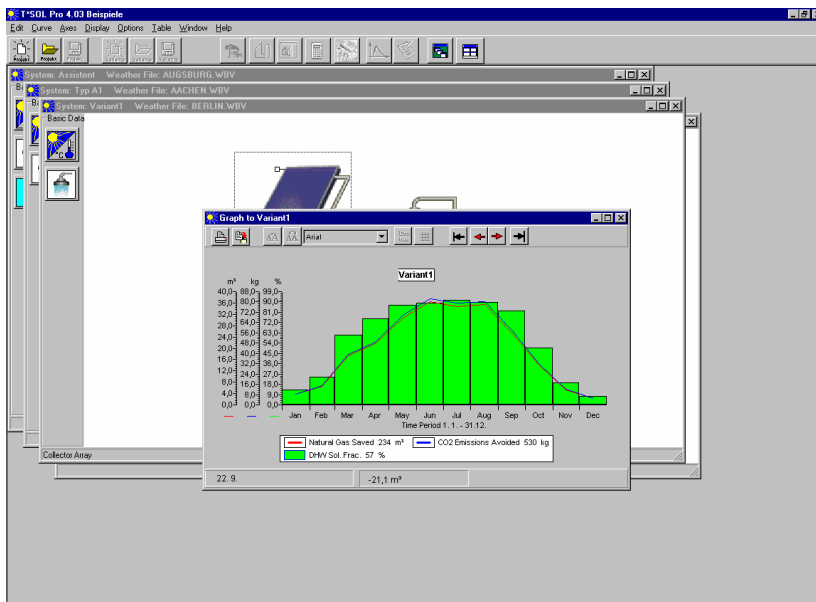 T*SOL Pro 4.03 Beispiele
Edit Curve Axes Display Options Table Window Help
Projekt Projekt Projekt Variante Variante Variante
System: Assistent Weather File: AUGSBURG.WBV
System: Typ A1 Weather File: AACHEN.WBV
System: Variant1 Weather File: BERLIN.WBV
Basic Data
°C
Graph to Variant1
Arial
Variant1
m³ kg %
40,0 88,0 99,0
36,0 80,0 90,0
32,0 72,0 81,0
28,0 64,0 72,0
24,0 56,0 63,0
20,0 48,0 54,0
16,0 40,0 45,0
12,0 32,0 36,0
8,0 24,0 27,0
4,0 16,0 18,0
0,0 8,0 9,0
0,0 0,0
Jan Feb Mar Apr May Jun Jul Aug Sep Oct Nov Dec
Time Period 1. 1. - 31.12.
Natural Gas Saved 234 m³ CO2 Emissions Avoided 530 kg
DHW Sol. Frac. 57 %
Collector Array
22. 9. -21,1 m³